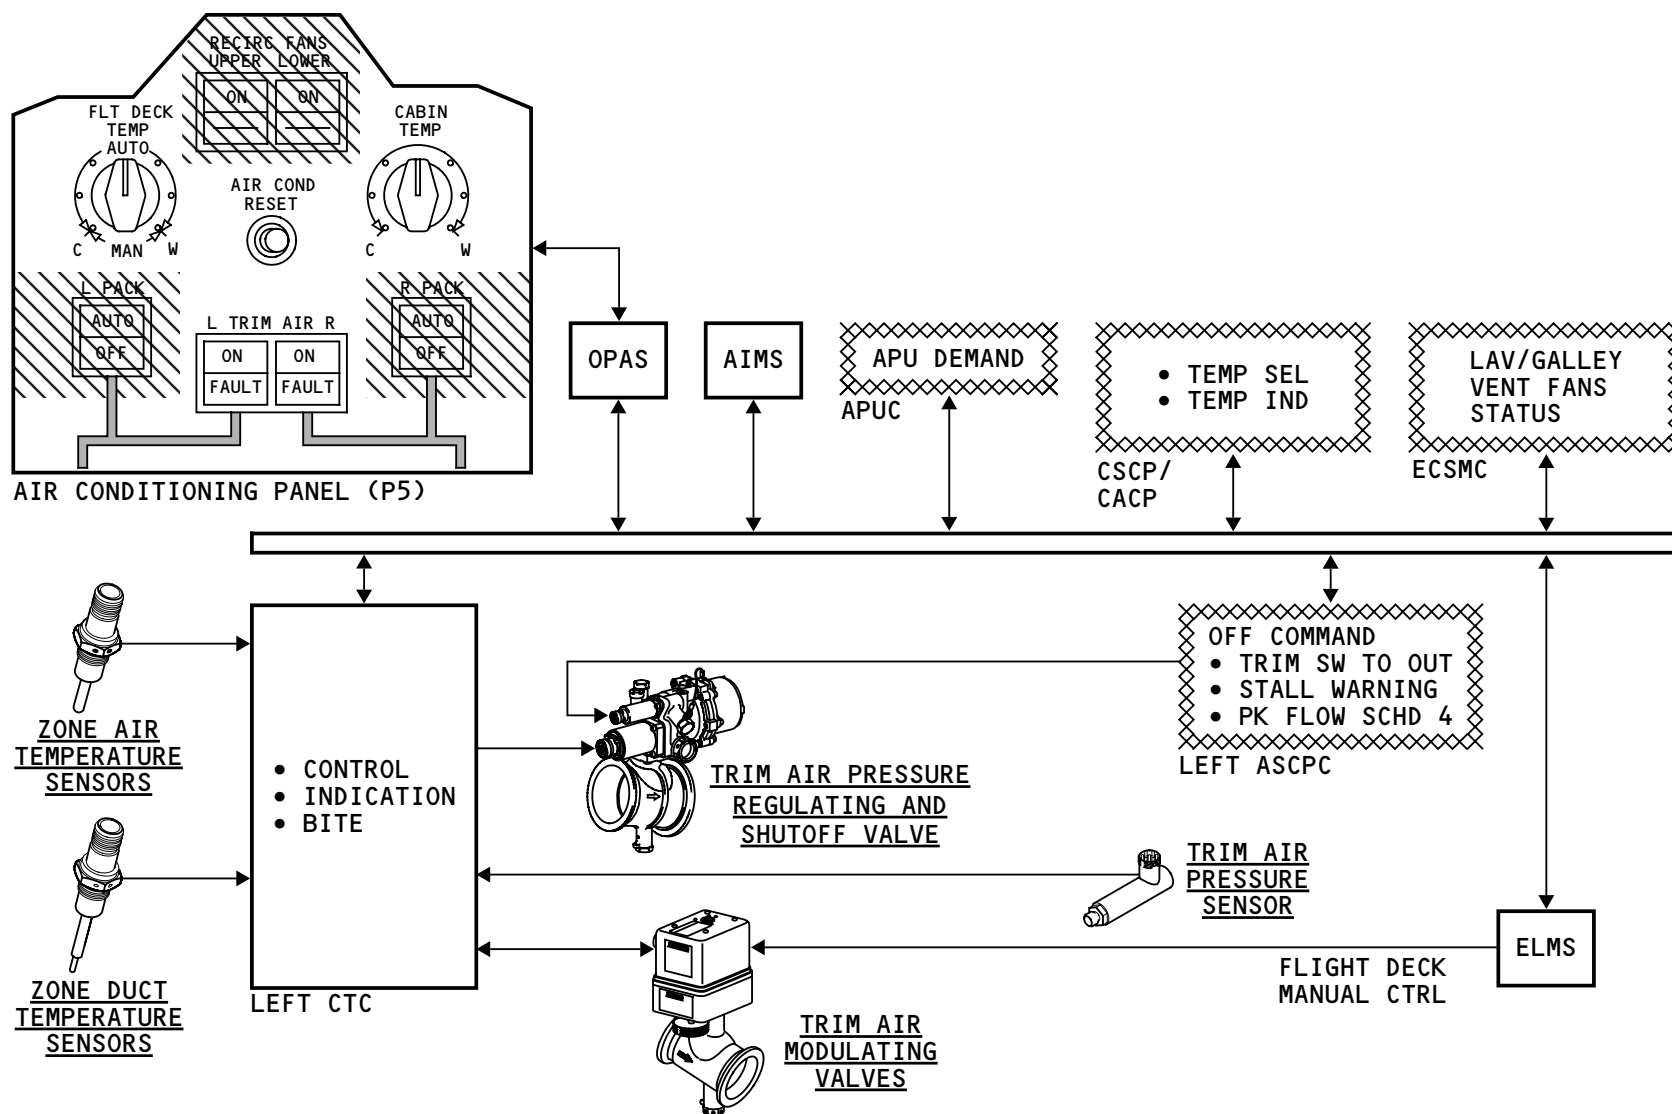 RECIRC FANS
UPPER LOWER
ON ON
FLT DECK
TEMP
AUTO
C MAN W
CABIN
TEMP
C W
AIR COND
RESET
L PACK
AUTO
OFF
R PACK
AUTO
OFF
L TRIM AIR R
ON ON
FAULT FAULT
AIR CONDITIONING PANEL (P5)
OPAS
AIMS
APU DEMAND
APUC
• TEMP SEL
• TEMP IND
CSCP/
CACP
LAV/GALLEY
VENT FANS
STATUS
ECSMC
ZONE AIR
TEMPERATURE
SENSORS
ZONE DUCT
TEMPERATURE
SENSORS
• CONTROL
• INDICATION
• BITE
LEFT CTC
TRIM AIR PRESSURE
REGULATING AND
SHUTOFF VALVE
OFF COMMAND
• TRIM SW TO OUT
• STALL WARNING
• PK FLOW SCHD 4
LEFT ASCPC
TRIM AIR
PRESSURE
SENSOR
ELMS
FLIGHT DECK
MANUAL CTRL
TRIM AIR
MODULATING
VALVES